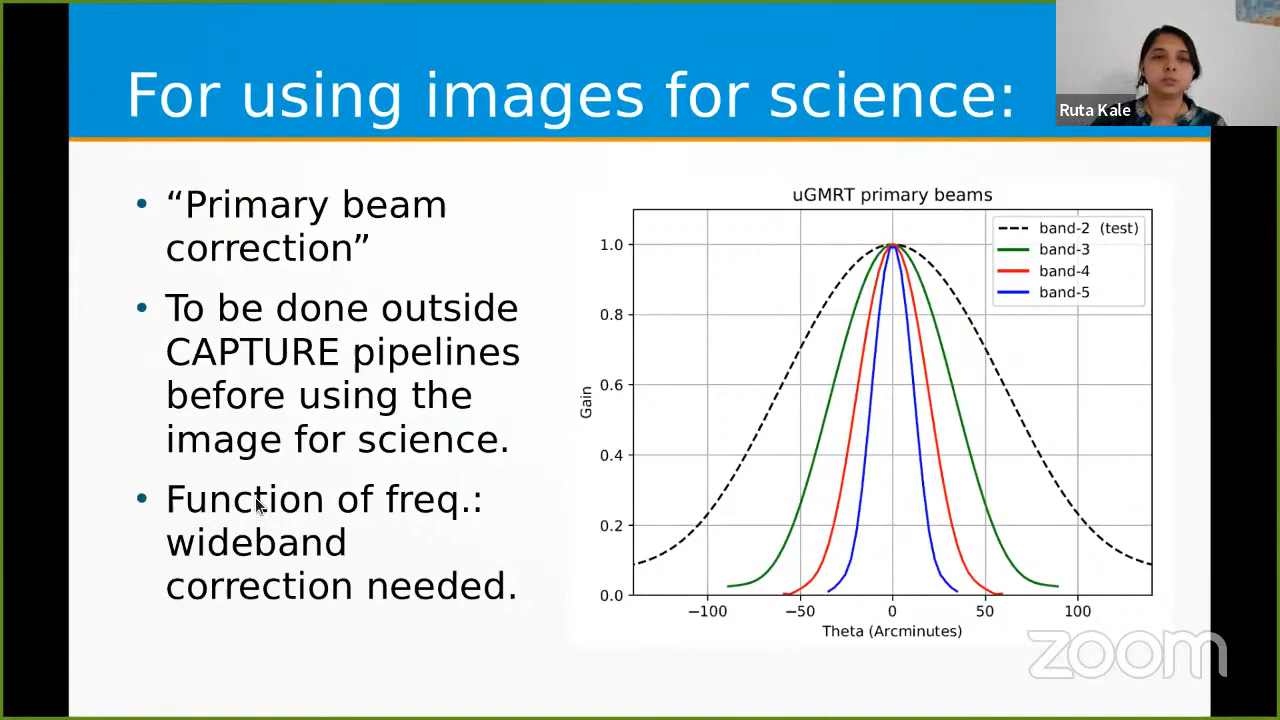 For using images for science:
Ruta Kale
• “Primary beam
correction”
• To be done outside
CAPTURE pipelines
before using the
image for science.
• Function of freq.:
wideband
correction needed.
uGMRT primary beams
band-2 (test)
band-3
band-4
band-5
1.0
0.8
0.6
0.4
0.2
0.0
Gain
−100 −50 0 50 100
Theta (Arcminutes)
zoom